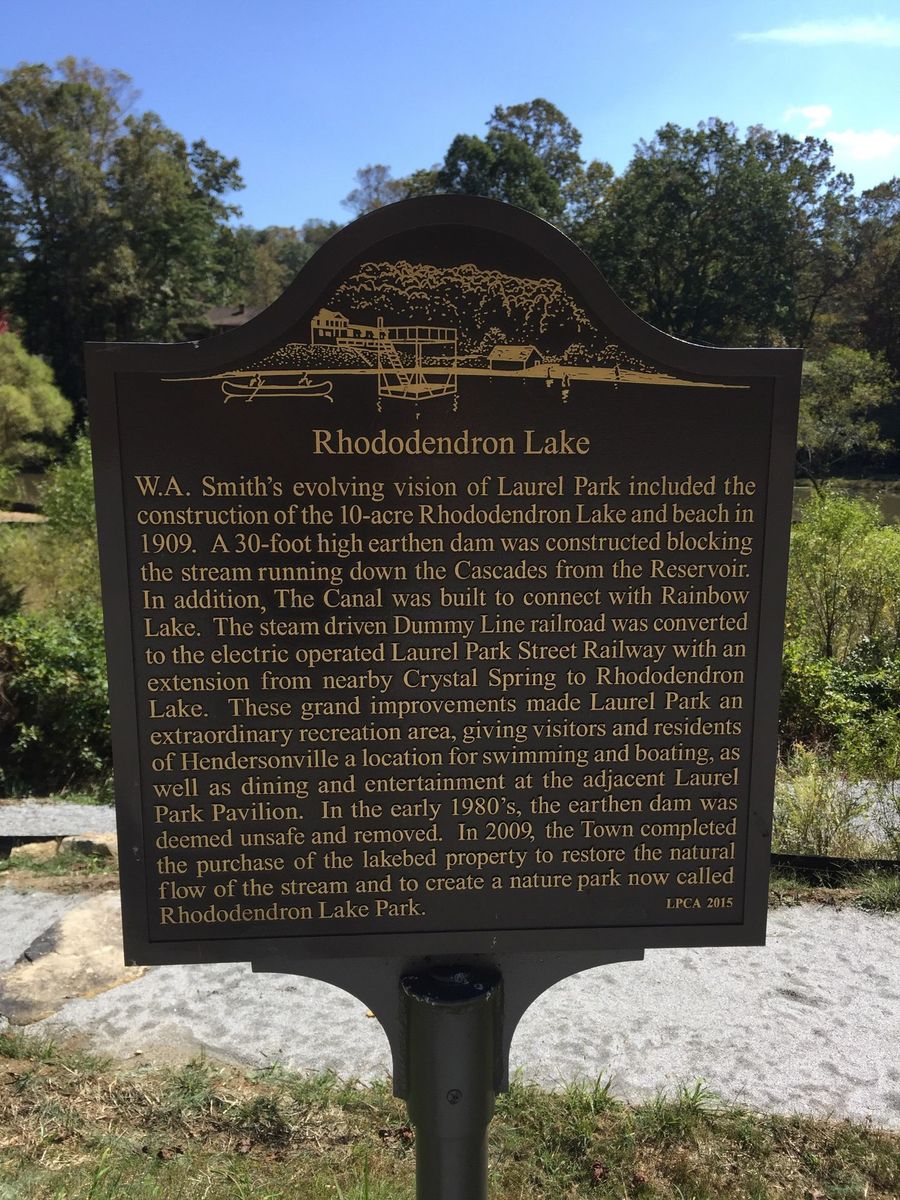 Rhododendron Lake
W.A. Smith's evolving vision of Laurel Park included the
construction of the 10-acre Rhododendron Lake and beach in
1909. A 30-foot high earthen dam was constructed blocking
the stream running down the Cascades from the Reservoir.
In addition, The Canal was built to connect with Rainbow
Lake. The steam driven Dummy Line railroad was converted
to the electric operated Laurel Park Street Railway with an
extension from nearby Crystal Spring to Rhododendron
Lake. These grand improvements made Laurel Park an
extraordinary recreation area, giving visitors and residents
of Hendersonville a location for swimming and boating, as
well as dining and entertainment at the adjacent Laurel
Park Pavilion. In the early 1980's, the earthen dam was
deemed unsafe and removed. In 2009, the Town completed
the purchase of the lakebed property to restore the natural
flow of the stream and to create a nature park now called
Rhododendron Lake Park. LPCA 2015